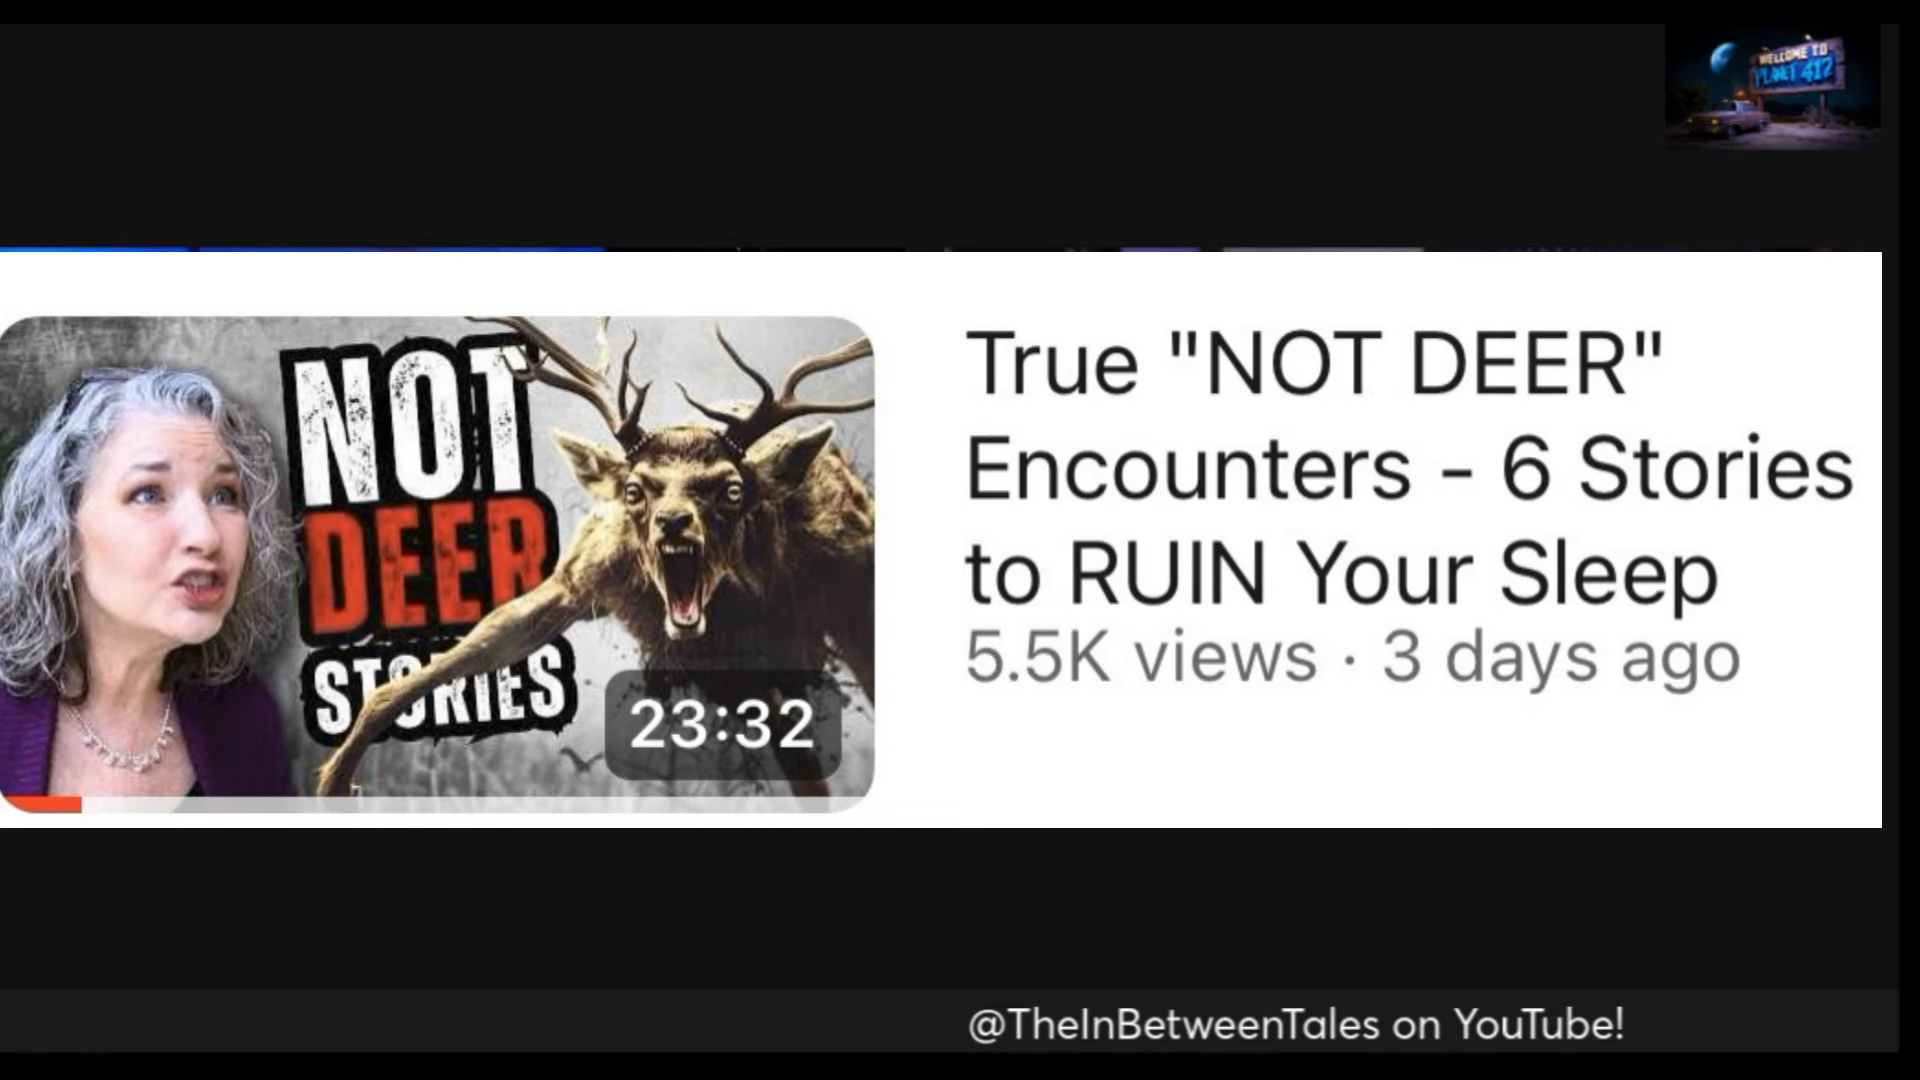 WELCOME TO
PLANET 412
NOT
DEER
STORIES
23:32
True "NOT DEER"
Encounters - 6 Stories
to RUIN Your Sleep
5.5K views · 3 days ago
@TheInBetweenTales on YouTube!